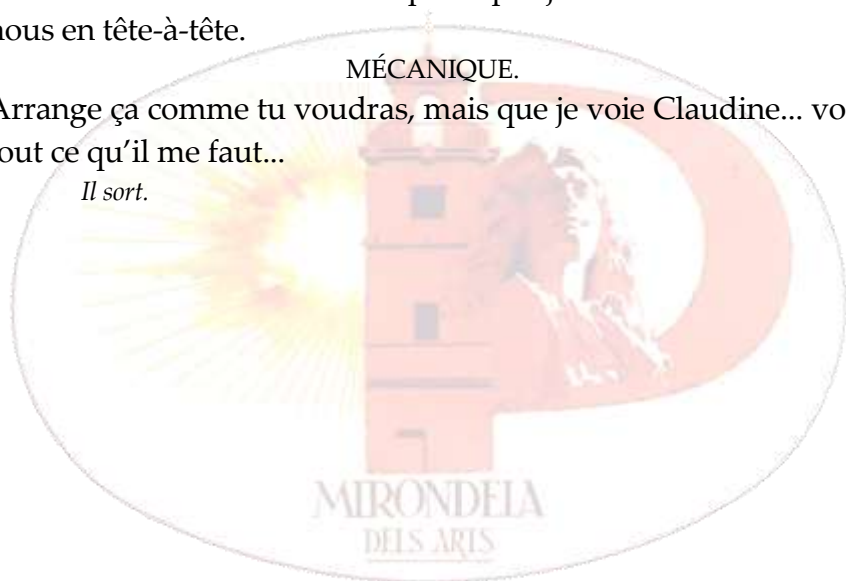 nous en tête-à-tête.
MÉCANIQUE.
Arrange ça comme tu voudras, mais que je voie Claudine... vo
tout ce qu'il me faut...
Il sort.
MIRONDELA
DELS ARTS